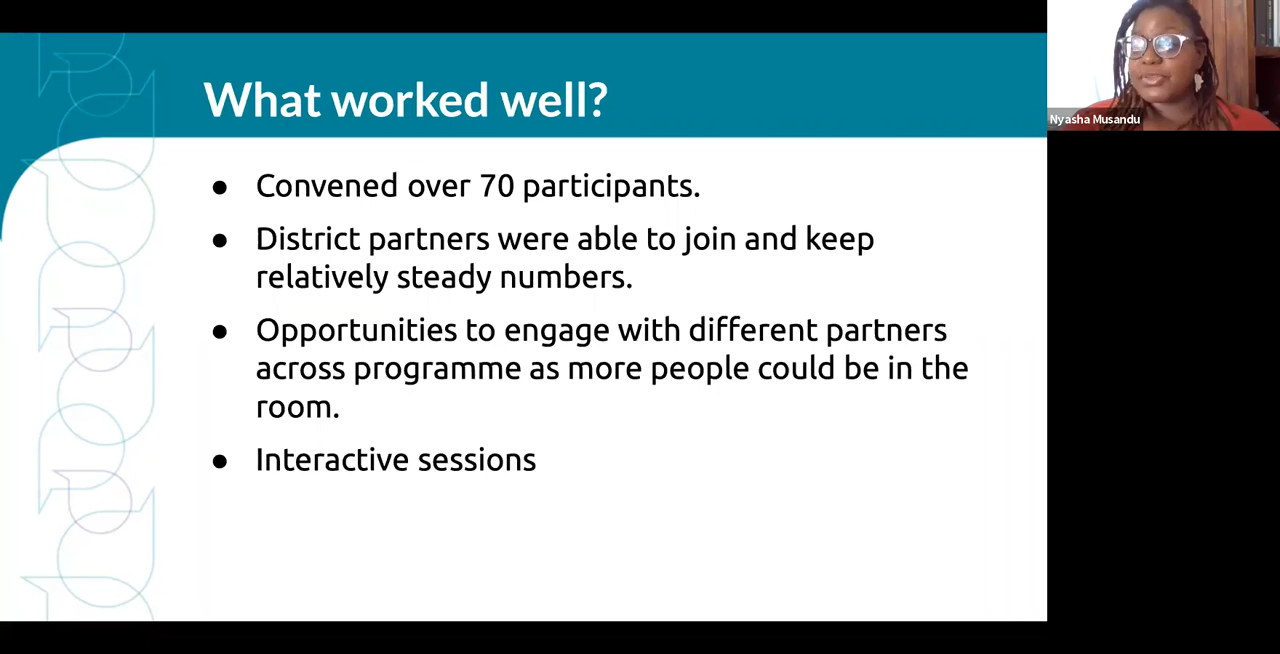 What worked well?
Nyasha Musandu
● Convened over 70 participants.
● District partners were able to join and keep
relatively steady numbers.
● Opportunities to engage with different partners
across programme as more people could be in the
room.
● Interactive sessions